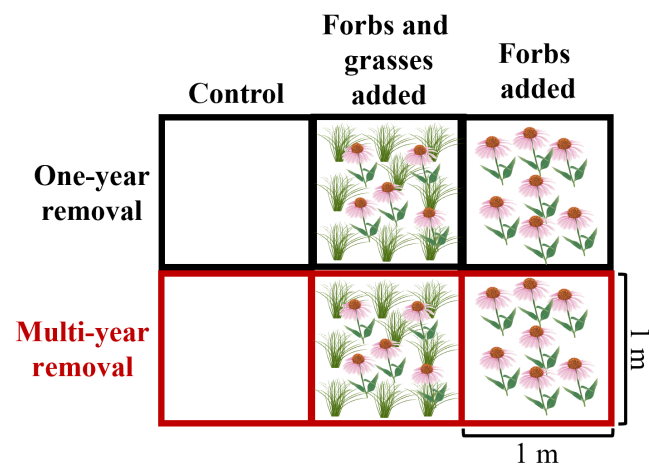 Control
Forbs and
grasses
added
Forbs
added
One-year
removal
Multi-year
removal
1 m
1 m